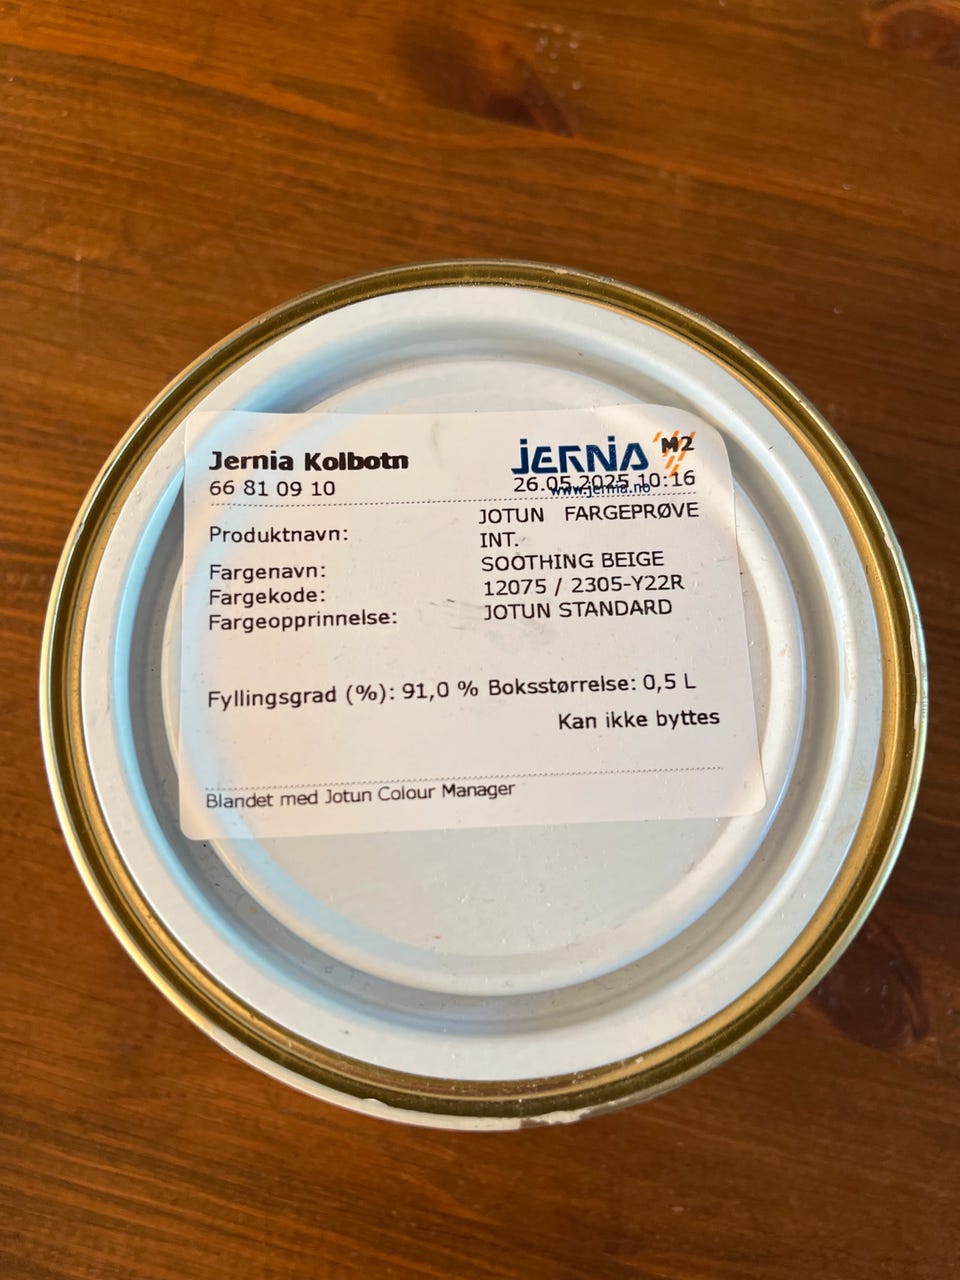 Jernia Kolbotn
JERNIA M2
66 81 09 10
26.05.2025 10:16
www.jernia.no
Produktnavn: JOTUN FARGEPRØVE
INT.
Fargenavn: SOOTHING BEIGE
Fargekode: 12075 / 2305-Y22R
Fargeopprinnelse: JOTUN STANDARD
Fyllingsgrad (%): 91,0 % Boksstørrelse: 0,5 L
Kan ikke byttes
Blandet med Jotun Colour Manager